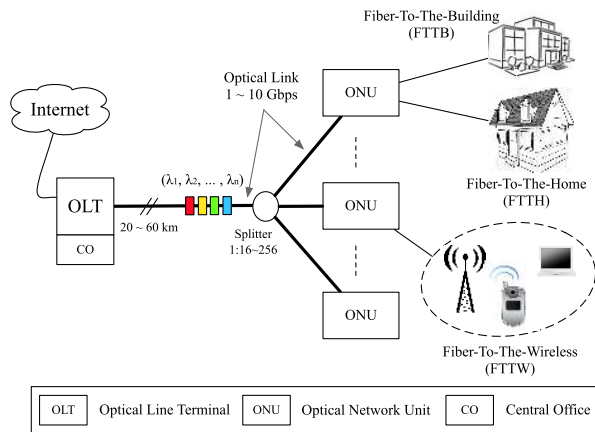 Fiber-To-The-Building
(FTTB)
Optical Link
1 ~ 10 Gbps
ONU
Internet
Fiber-To-The-Home
(FTTH)
(λ1, λ2, ... , λn)
OLT
CO
20 ~ 60 km
Splitter
1:16~256
ONU
ONU
Fiber-To-The-Wireless
(FTTW)
OLT Optical Line Terminal ONU Optical Network Unit CO Central Office